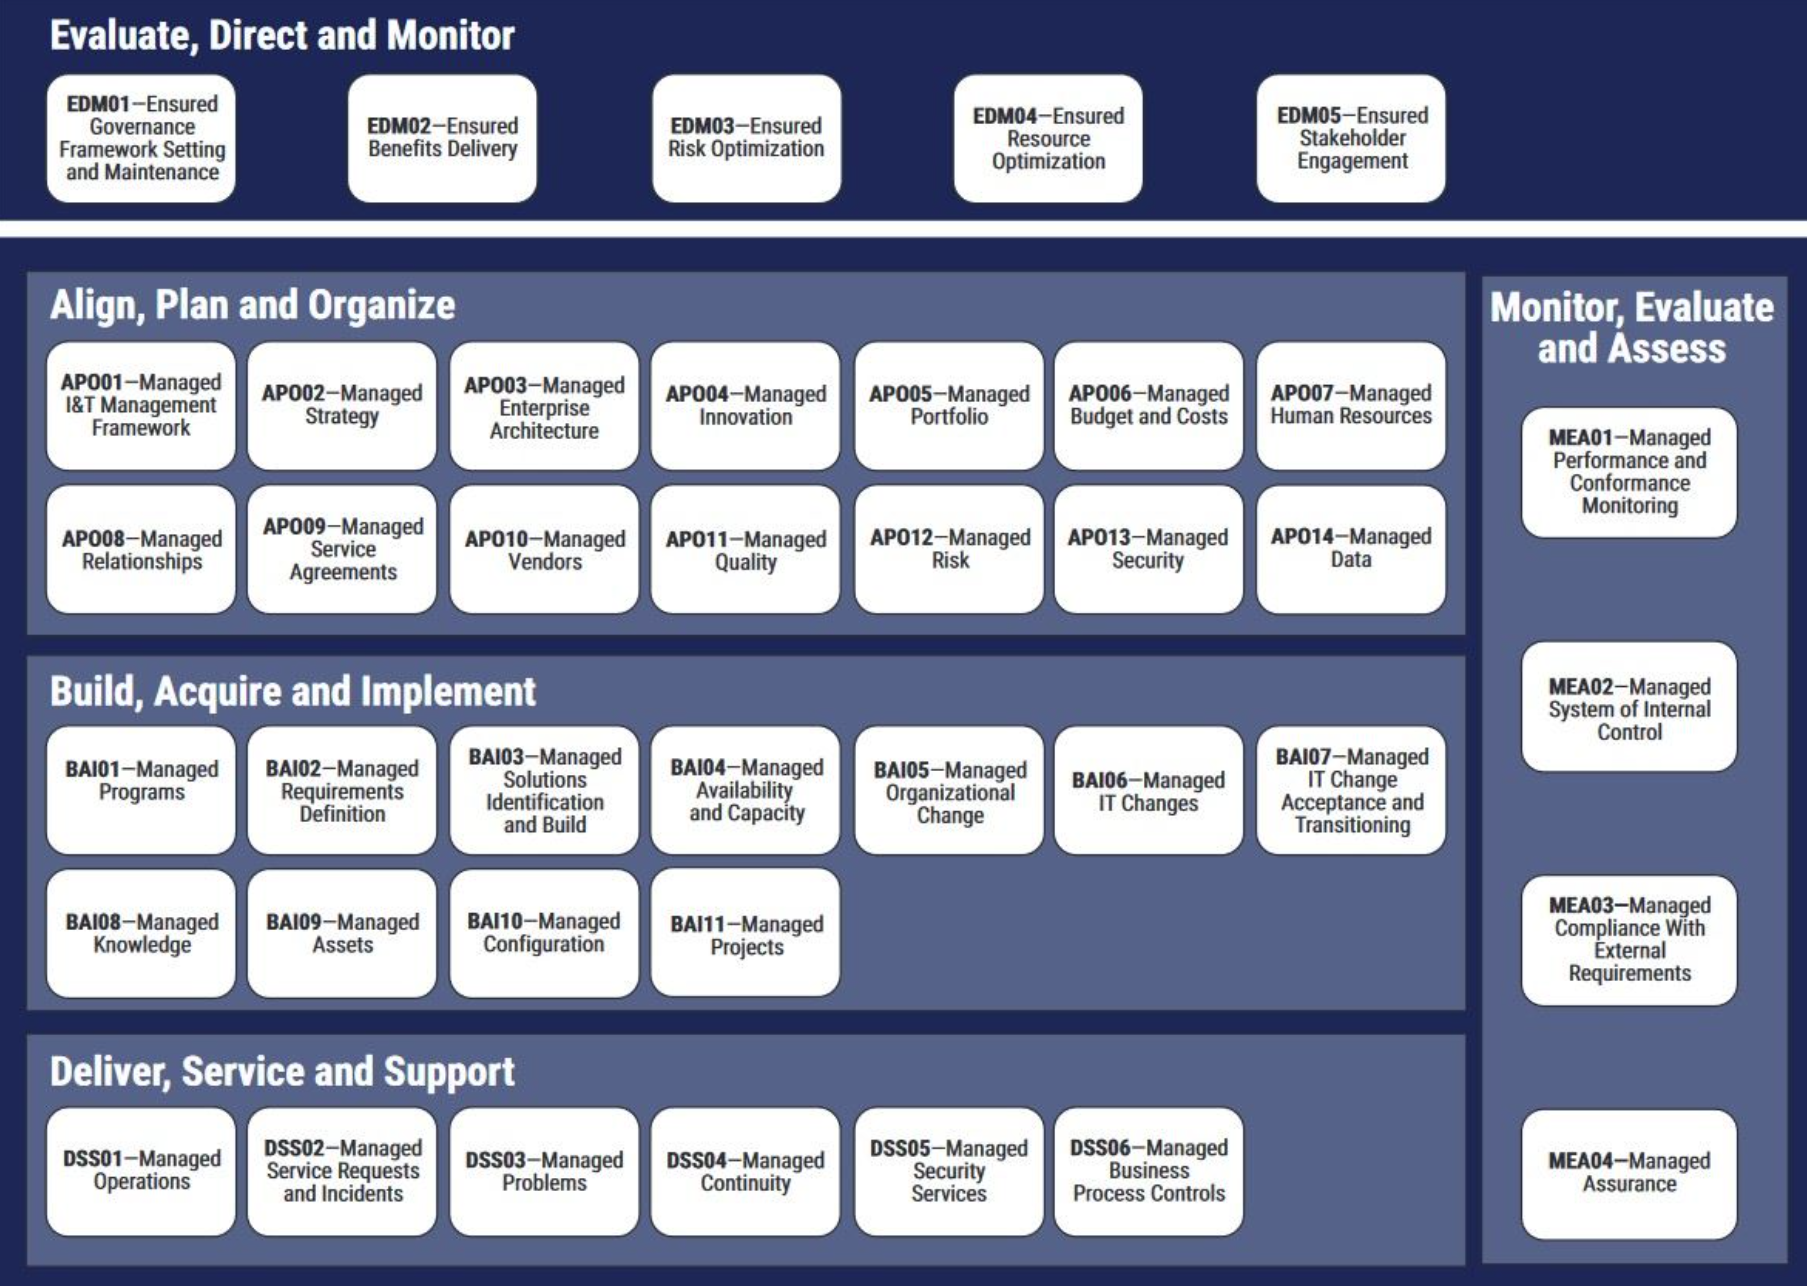 Evaluate, Direct and Monitor
EDM01—Ensured
Governance
Framework Setting
and Maintenance
EDM02—Ensured
Benefits Delivery
EDM03—Ensured
Risk Optimization
EDM04—Ensured
Resource
Optimization
EDM05—Ensured
Stakeholder
Engagement
Align, Plan and Organize
APO01—Managed
I&T Management
Framework
APO02—Managed
Strategy
APO03—Managed
Enterprise
Architecture
APO04—Managed
Innovation
APO05—Managed
Portfolio
APO06—Managed
Budget and Costs
APO07—Managed
Human Resources
APO08—Managed
Relationships
APO09—Managed
Service
Agreements
APO10—Managed
Vendors
APO11—Managed
Quality
APO12—Managed
Risk
APO13—Managed
Security
APO14—Managed
Data
Build, Acquire and Implement
BAI01—Managed
Programs
BAI02—Managed
Requirements
Definition
BAI03—Managed
Solutions
Identification
and Build
BAI04—Managed
Availability
and Capacity
BAI05—Managed
Organizational
Change
BAI06—Managed
IT Changes
BAI07—Managed
IT Change
Acceptance and
Transitioning
BAI08—Managed
Knowledge
BAI09—Managed
Assets
BAI10—Managed
Configuration
BAI11—Managed
Projects
Deliver, Service and Support
DSS01—Managed
Operations
DSS02—Managed
Service Requests
and Incidents
DSS03—Managed
Problems
DSS04—Managed
Continuity
DSS05—Managed
Security
Services
DSS06—Managed
Business
Process Controls
Monitor, Evaluate
and Assess
MEA01—Managed
Performance and
Conformance
Monitoring
MEA02—Managed
System of Internal
Control
MEA03—Managed
Compliance With
External
Requirements
MEA04—Managed
Assurance